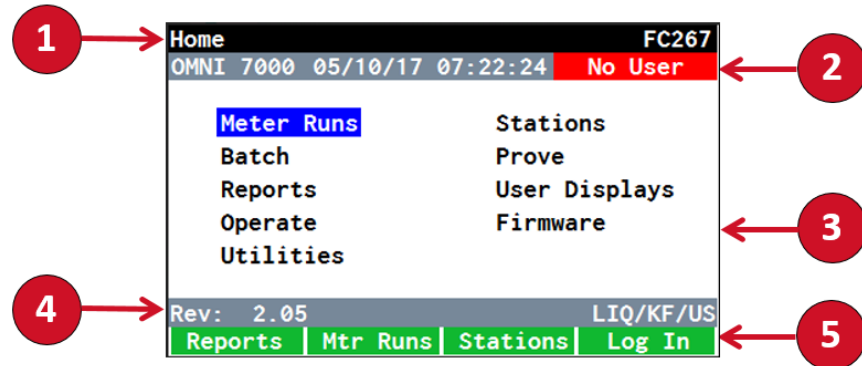 1
Home FC267
OMNI 7000 05/10/17 07:22:24 No User
2
Meter Runs Stations
Batch Prove
Reports User Displays
Operate Firmware
3
Utilities
4
Rev: 2.05 LIQ/KF/US
Reports Mtr Runs Stations Log In
5